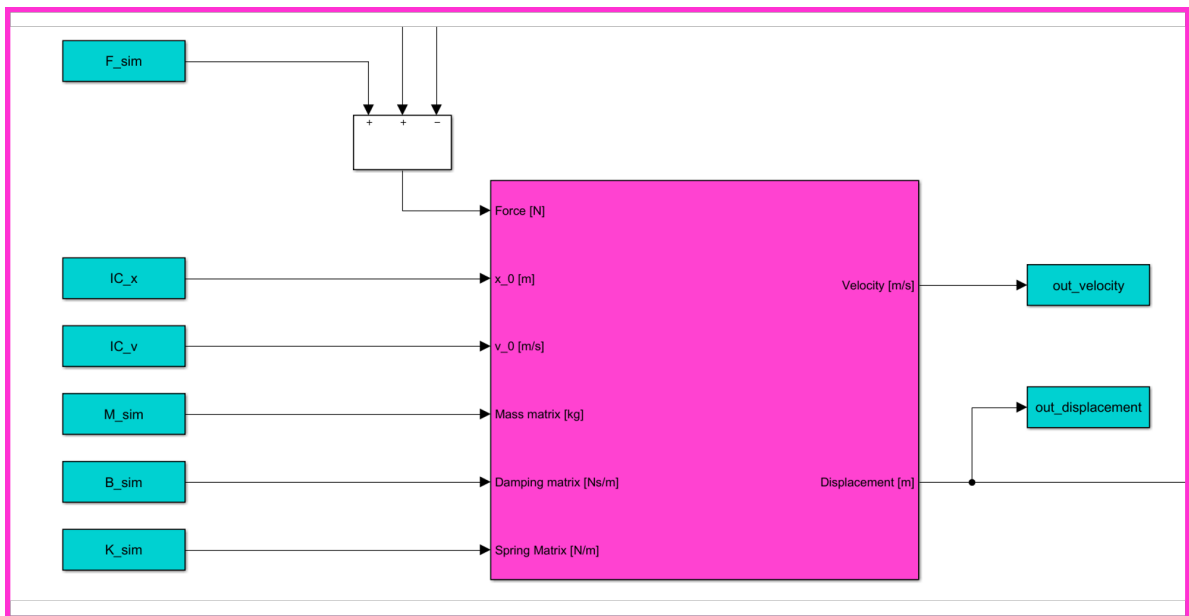 F_sim
+ + −
Force [N]
IC_x
x_0 [m]
Velocity [m/s]
out_velocity
IC_v
v_0 [m/s]
M_sim
Mass matrix [kg]
out_displacement
B_sim
Damping matrix [Ns/m]
Displacement [m]
K_sim
Spring Matrix [N/m]